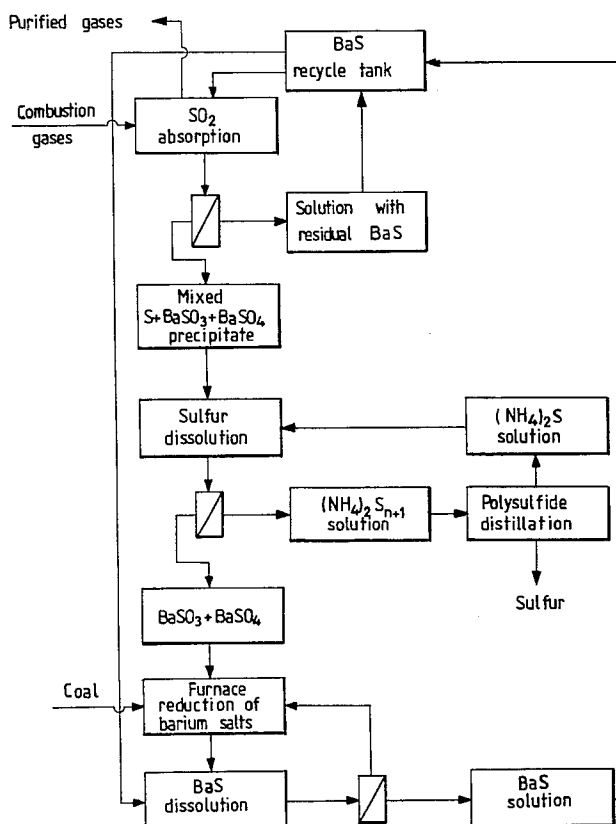 Purified gases
BaS
recycle tank
Combustion
gases
SO₂
absorption
Solution with
residual BaS
Mixed
S+BaSO₃+BaSO₄
precipitate
Sulfur
dissolution
(NH₄)₂S
solution
(NH₄)₂Sₙ₊₁
solution
Polysulfide
distillation
Sulfur
BaSO₃+BaSO₄
Coal
Furnace
reduction of
barium salts
BaS
dissolution
BaS
solution